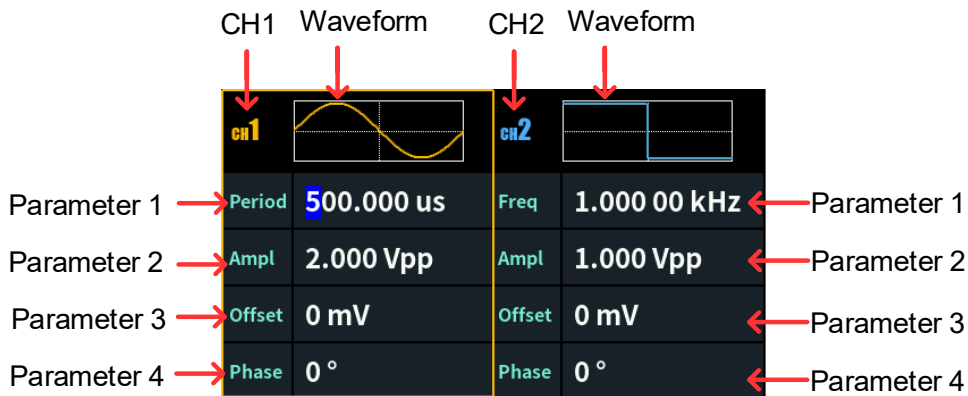 CH1 Waveform CH2 Waveform
CH1 CH2
Parameter 1 Period 500.000 us Freq 1.000 00 kHz Parameter 1
Parameter 2 Ampl 2.000 Vpp Ampl 1.000 Vpp Parameter 2
Parameter 3 Offset 0 mV Offset 0 mV Parameter 3
Parameter 4 Phase 0 ° Phase 0 ° Parameter 4